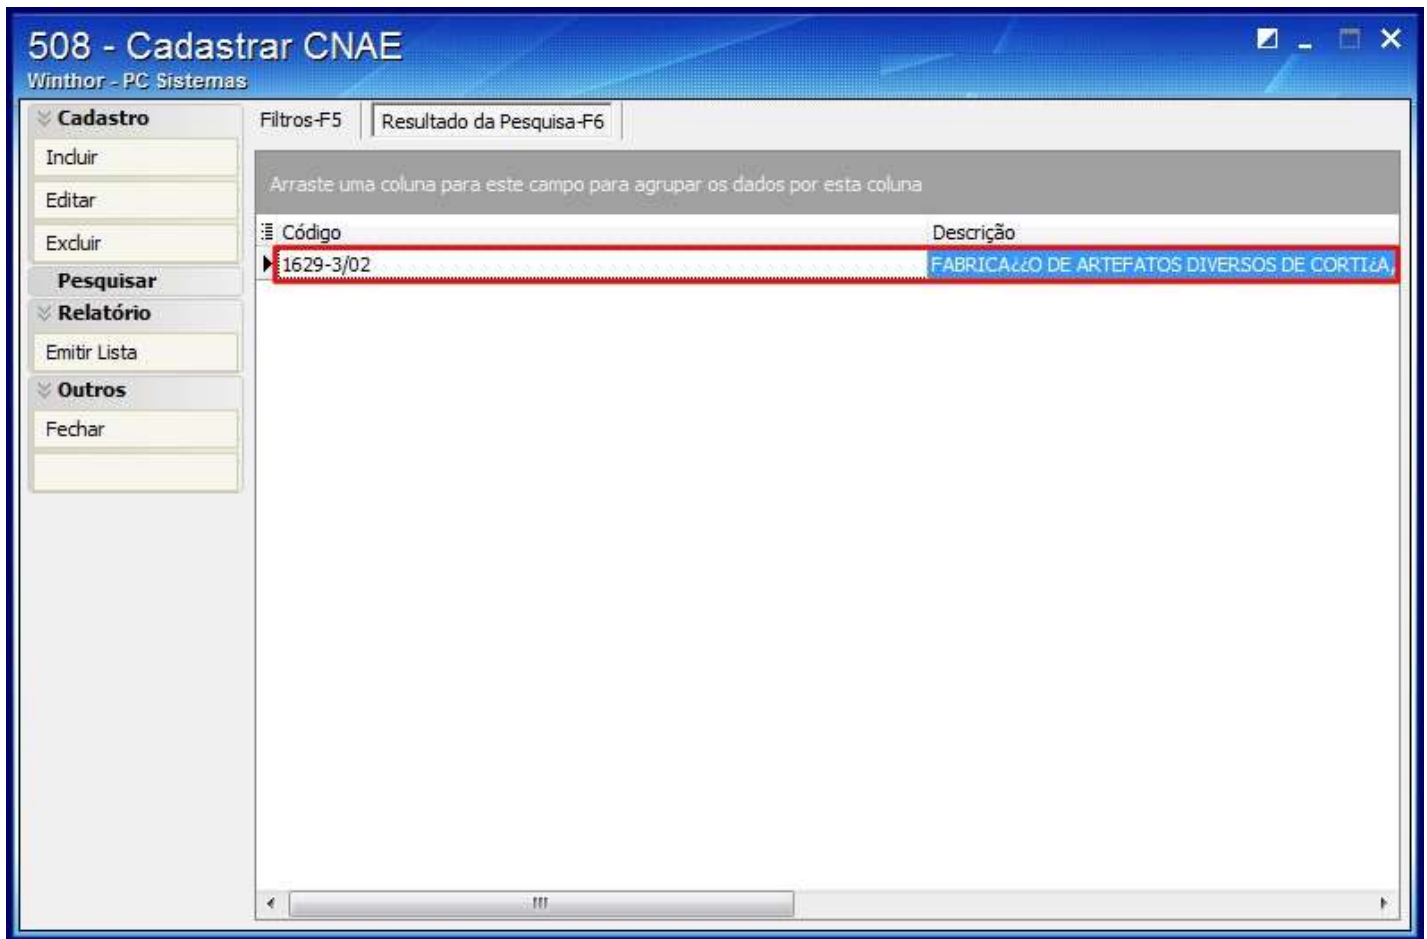 508 - Cadastrar CNAE
Winthor - PC Sistemas
Cadastro
Incluir
Editar
Excluir
Pesquisar
Relatório
Emitir Lista
Outros
Fechar
Filtros-F5
Resultado da Pesquisa-F6
Arraste uma coluna para este campo para agrupar os dados por esta coluna
Código Descrição
1629-3/02 FABRICA¿¿O DE ARTEFATOS DIVERSOS DE CORTI¿A,